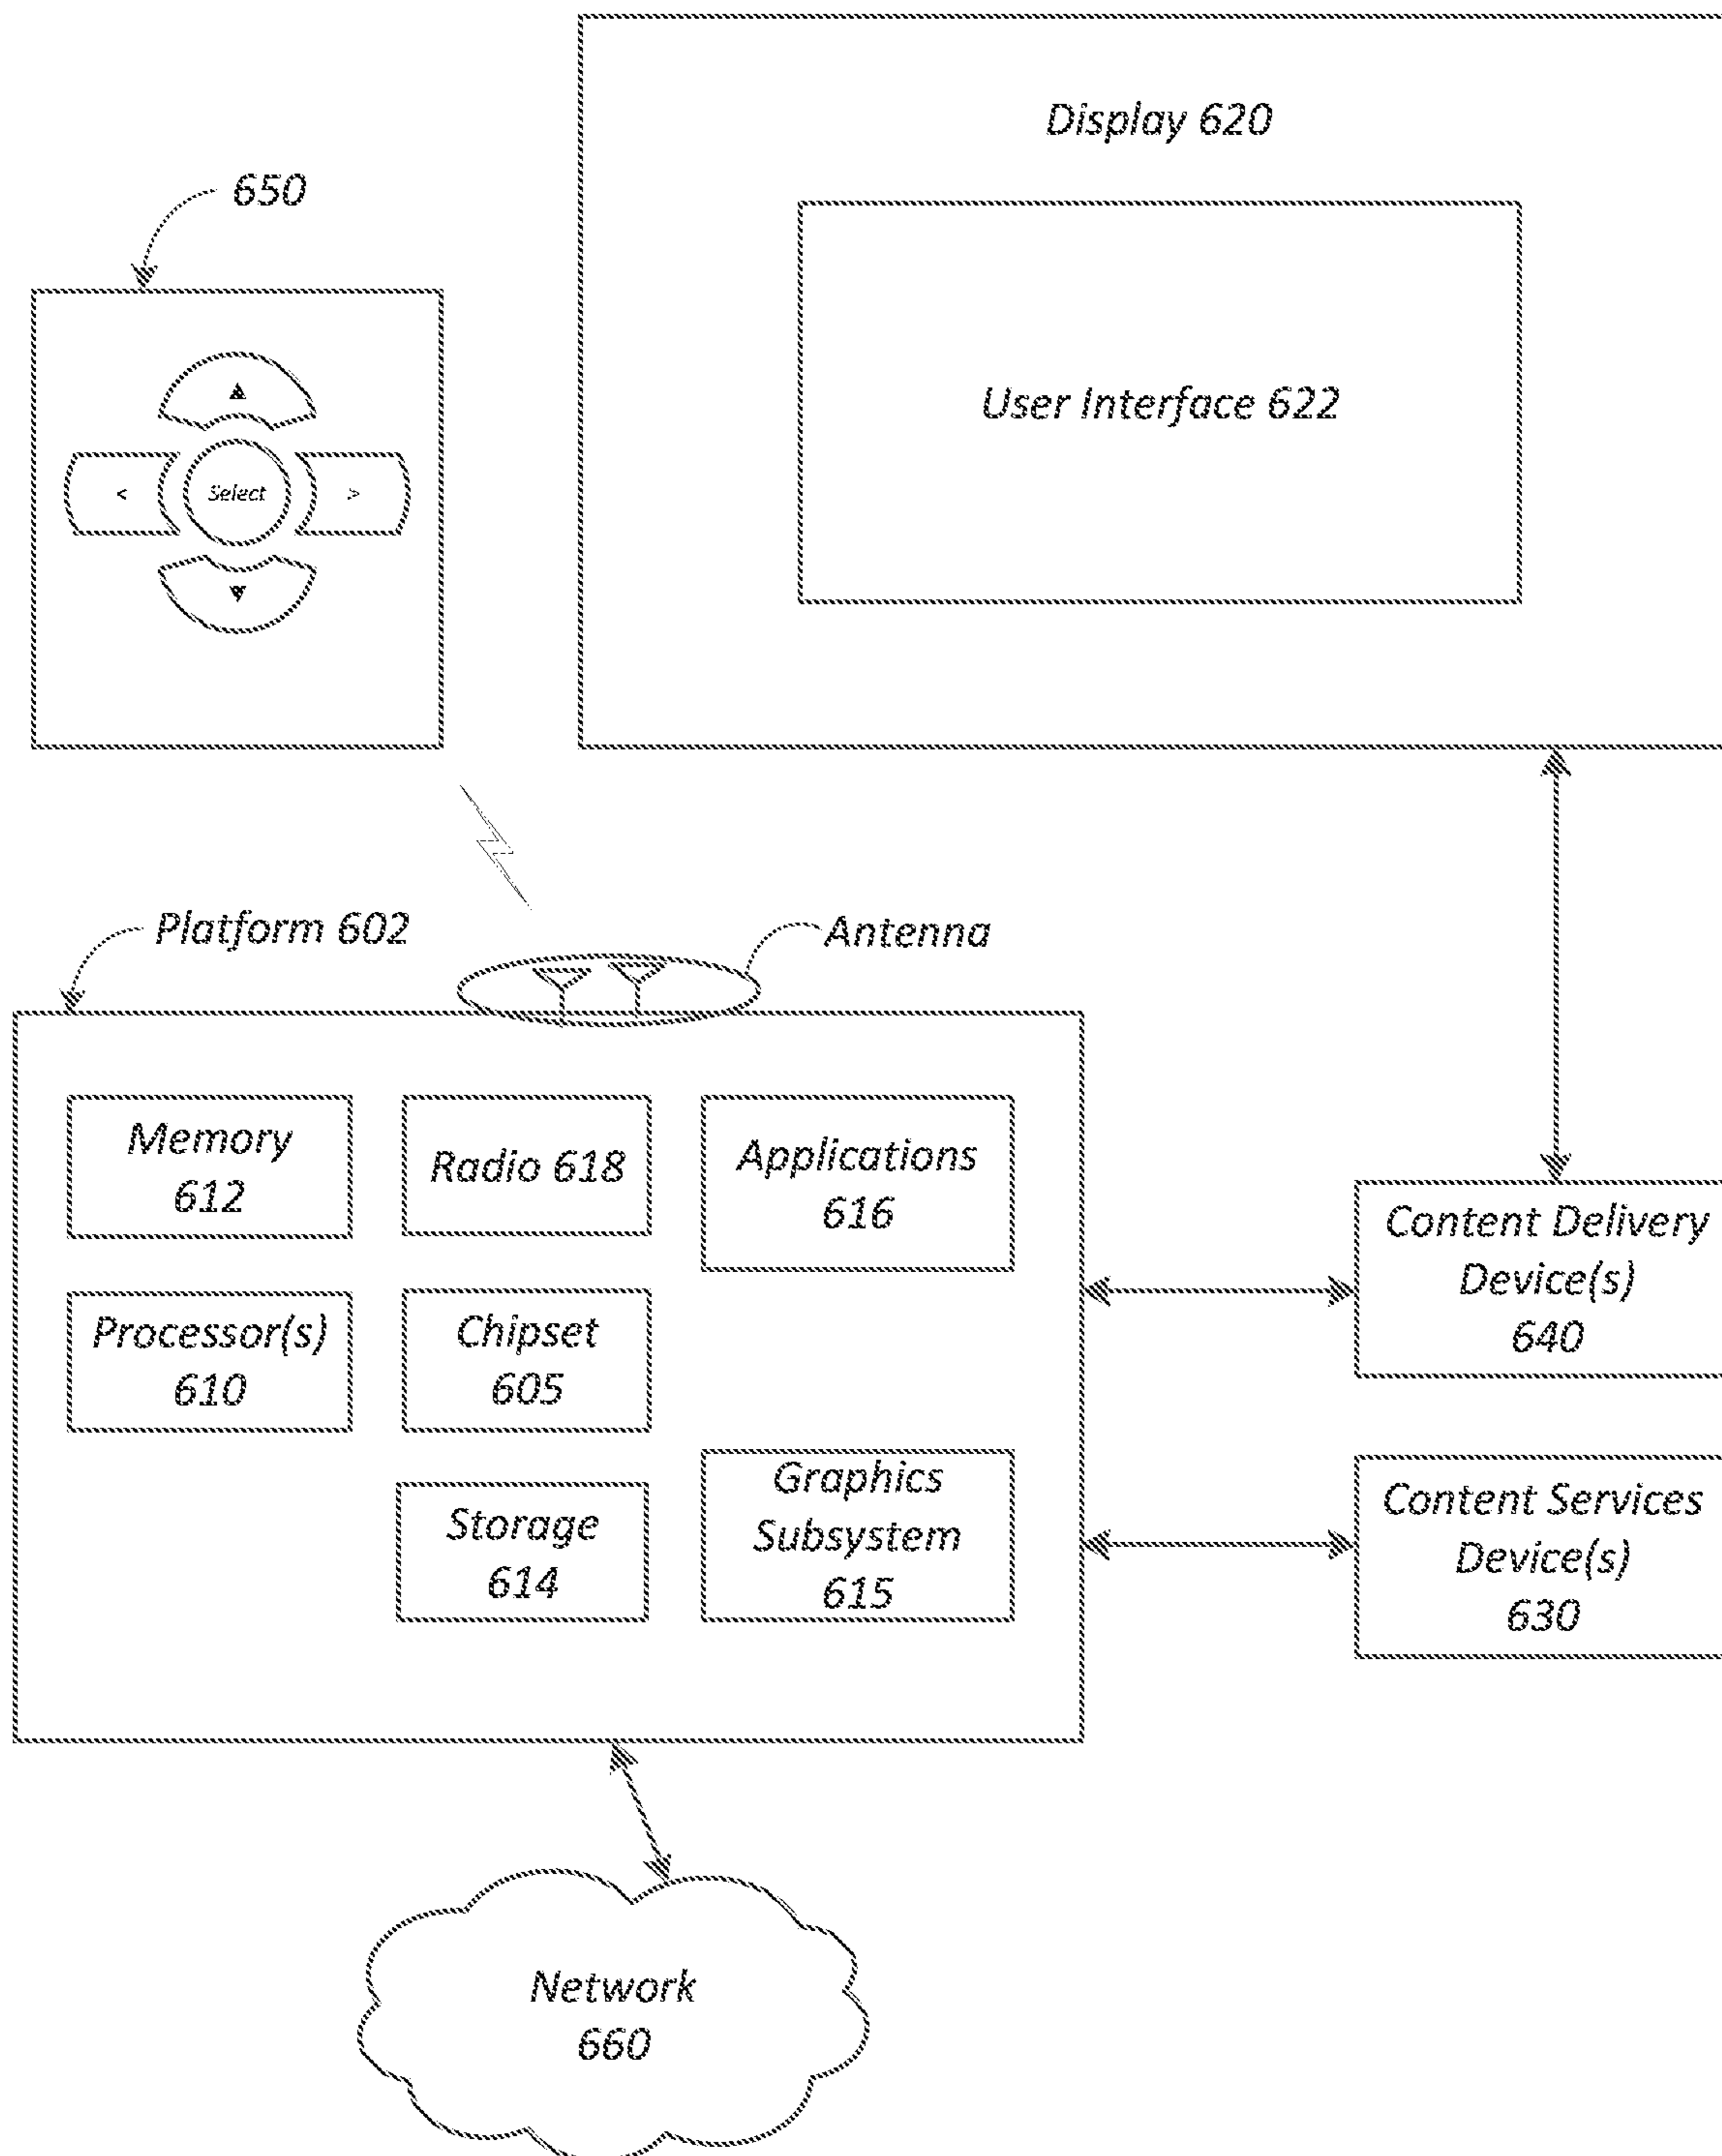 Display 620
650
User Interface 622
<
Select
>
Platform 602
Antenna
Memory
612
Radio 618
Applications
616
Processor(s)
610
Chipset
605
Storage
614
Graphics
Subsystem
615
Content Delivery
Device(s)
640
Content Services
Device(s)
630
Network
660